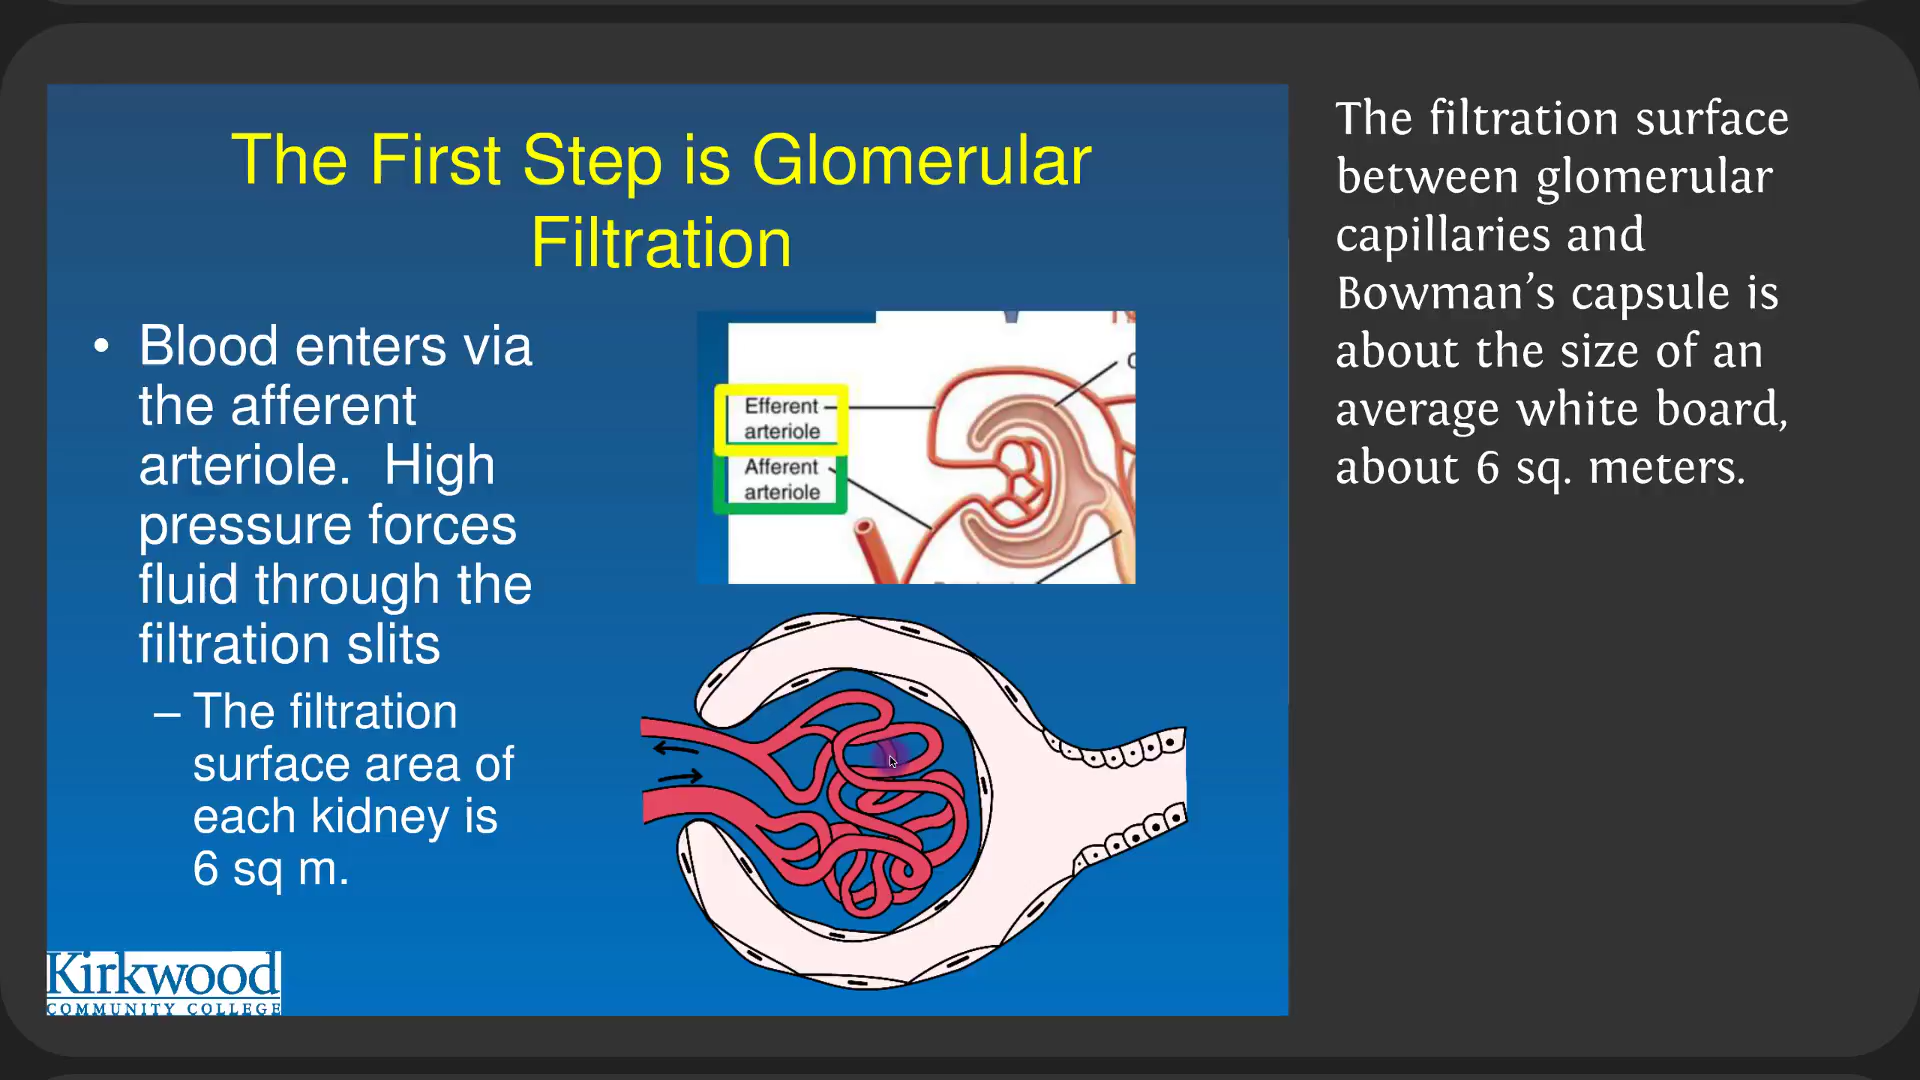 The First Step is Glomerular
Filtration
• Blood enters via
the afferent
arteriole. High
pressure forces
fluid through the
filtration slits
– The filtration
surface area of
each kidney is
6 sq m.
Efferent
arteriole
Afferent
arteriole
Kirkwood
COMMUNITY COLLEGE
The filtration surface
between glomerular
capillaries and
Bowman’s capsule is
about the size of an
average white board,
about 6 sq. meters.